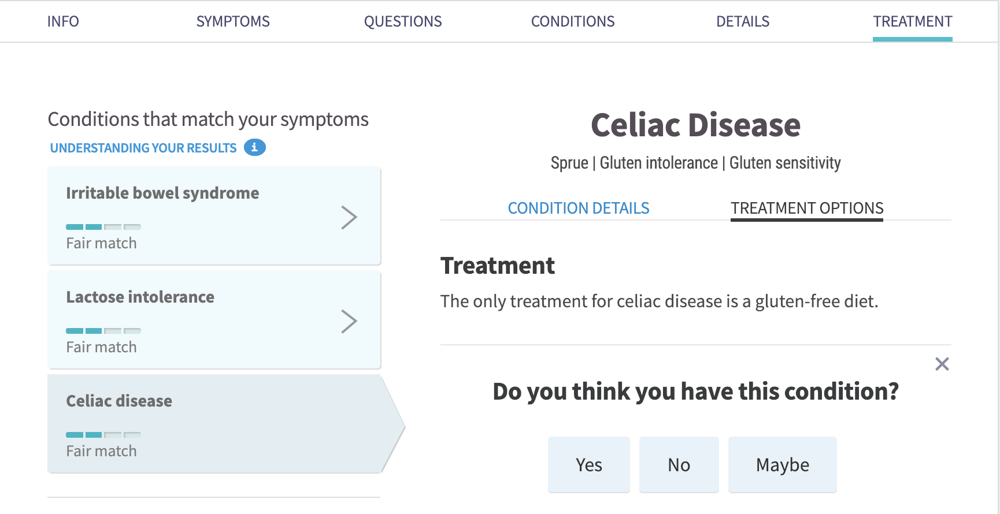 INFO SYMPTOMS QUESTIONS CONDITIONS DETAILS TREATMENT
Conditions that match your symptoms
UNDERSTANDING YOUR RESULTS i
Irritable bowel syndrome
Fair match
Lactose intolerance
Fair match
Celiac disease
Fair match
Celiac Disease
Sprue | Gluten intolerance | Gluten sensitivity
CONDITION DETAILS TREATMENT OPTIONS
Treatment
The only treatment for celiac disease is a gluten-free diet.
Do you think you have this condition?
Yes No Maybe